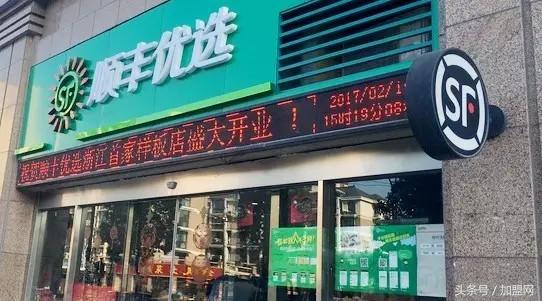 SF
顺丰优选
祝贺顺丰优选浙江首家样板店盛大开业！
2017/02/1
15时19分08
SF
头条号／加盟网